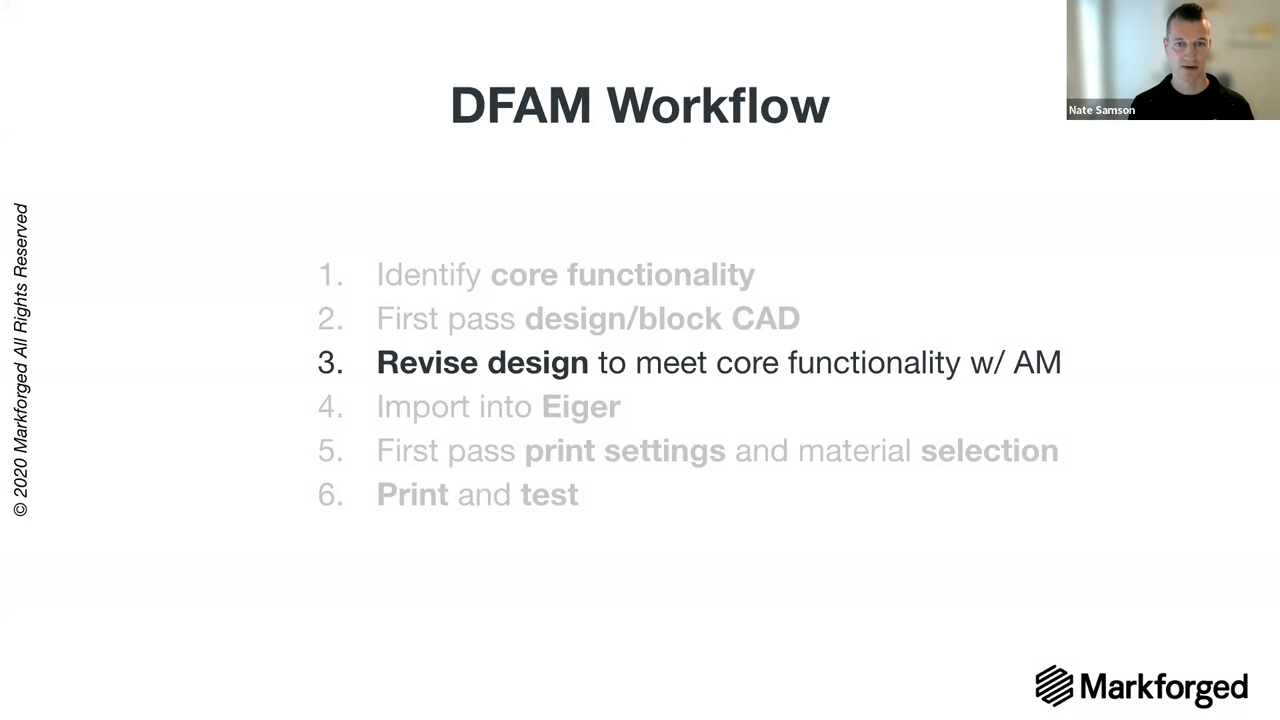 Nate Samson
DFAM Workflow
© 2020 Markforged All Rights Reserved
1. Identify core functionality
2. First pass design/block CAD
3. Revise design to meet core functionality w/ AM
4. Import into Eiger
5. First pass print settings and material selection
6. Print and test
Markforged